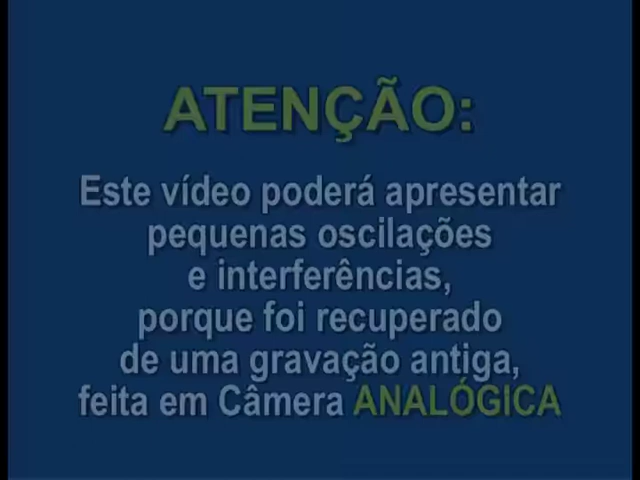 ATENÇÃO:
Este vídeo poderá apresentar
pequenas oscilações
e interferências,
porque foi recuperado
de uma gravação antiga,
feita em Câmera ANALÓGICA